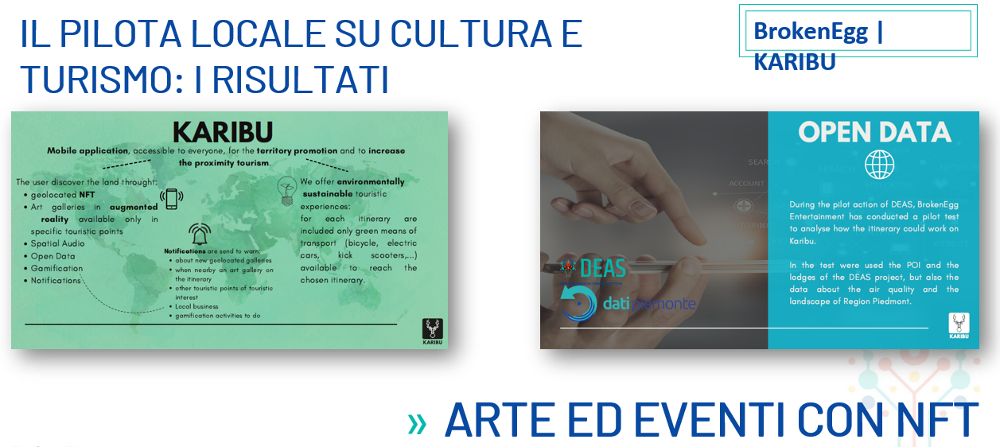 IL PILOTA LOCALE SU CULTURA E
TURISMO: I RISULTATI
BrokenEgg |
KARIBU
KARIBU
Mobile application, accessible to everyone, for the territory promotion and to increase
the proximity tourism.
The user discover the land throught:
• geolocated NFT
• Art galleries in augmented
reality available only in
specific touristic points
• Spatial Audio
• Open Data
• Gamification
• Notifications
Notifications are send to warn:
• about new geolocated galleries
• when nearby an art gallery on
the itinerary
• other touristic points of touristic
interest
• Local business
• gamification activities to do
We offer environmentally
sustainable touristic
experiences:
for each itinerary are
included only green means of
transport (bicycle, electric
cars, kick scooters,...)
available to reach the
chosen itinerary.
KARIBU
OPEN DATA
SEARCH
ACCOUNT
During the pilot action of DEAS, BrokenEgg
Entertainment has conducted a pilot test
to analyse how the itinerary could work on
Karibu.
In the test were used the POI and the
lodges of the DEAS project, but also the
data about the air quality and the
landscape of Region Piedmont.
DEAS
dati piemonte
KARIBU
» ARTE ED EVENTI CON NFT